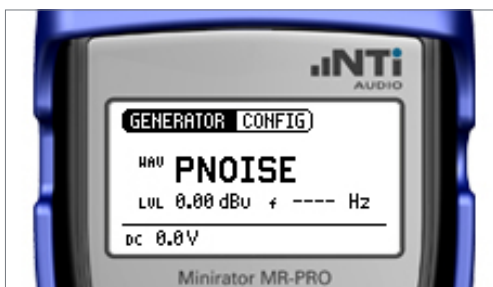 NTi
AUDIO
GENERATOR CONFIG
WAV PNOISE
LVL 0.00 dBu f ---- Hz
DC 0.0V
Minirator MR-PRO